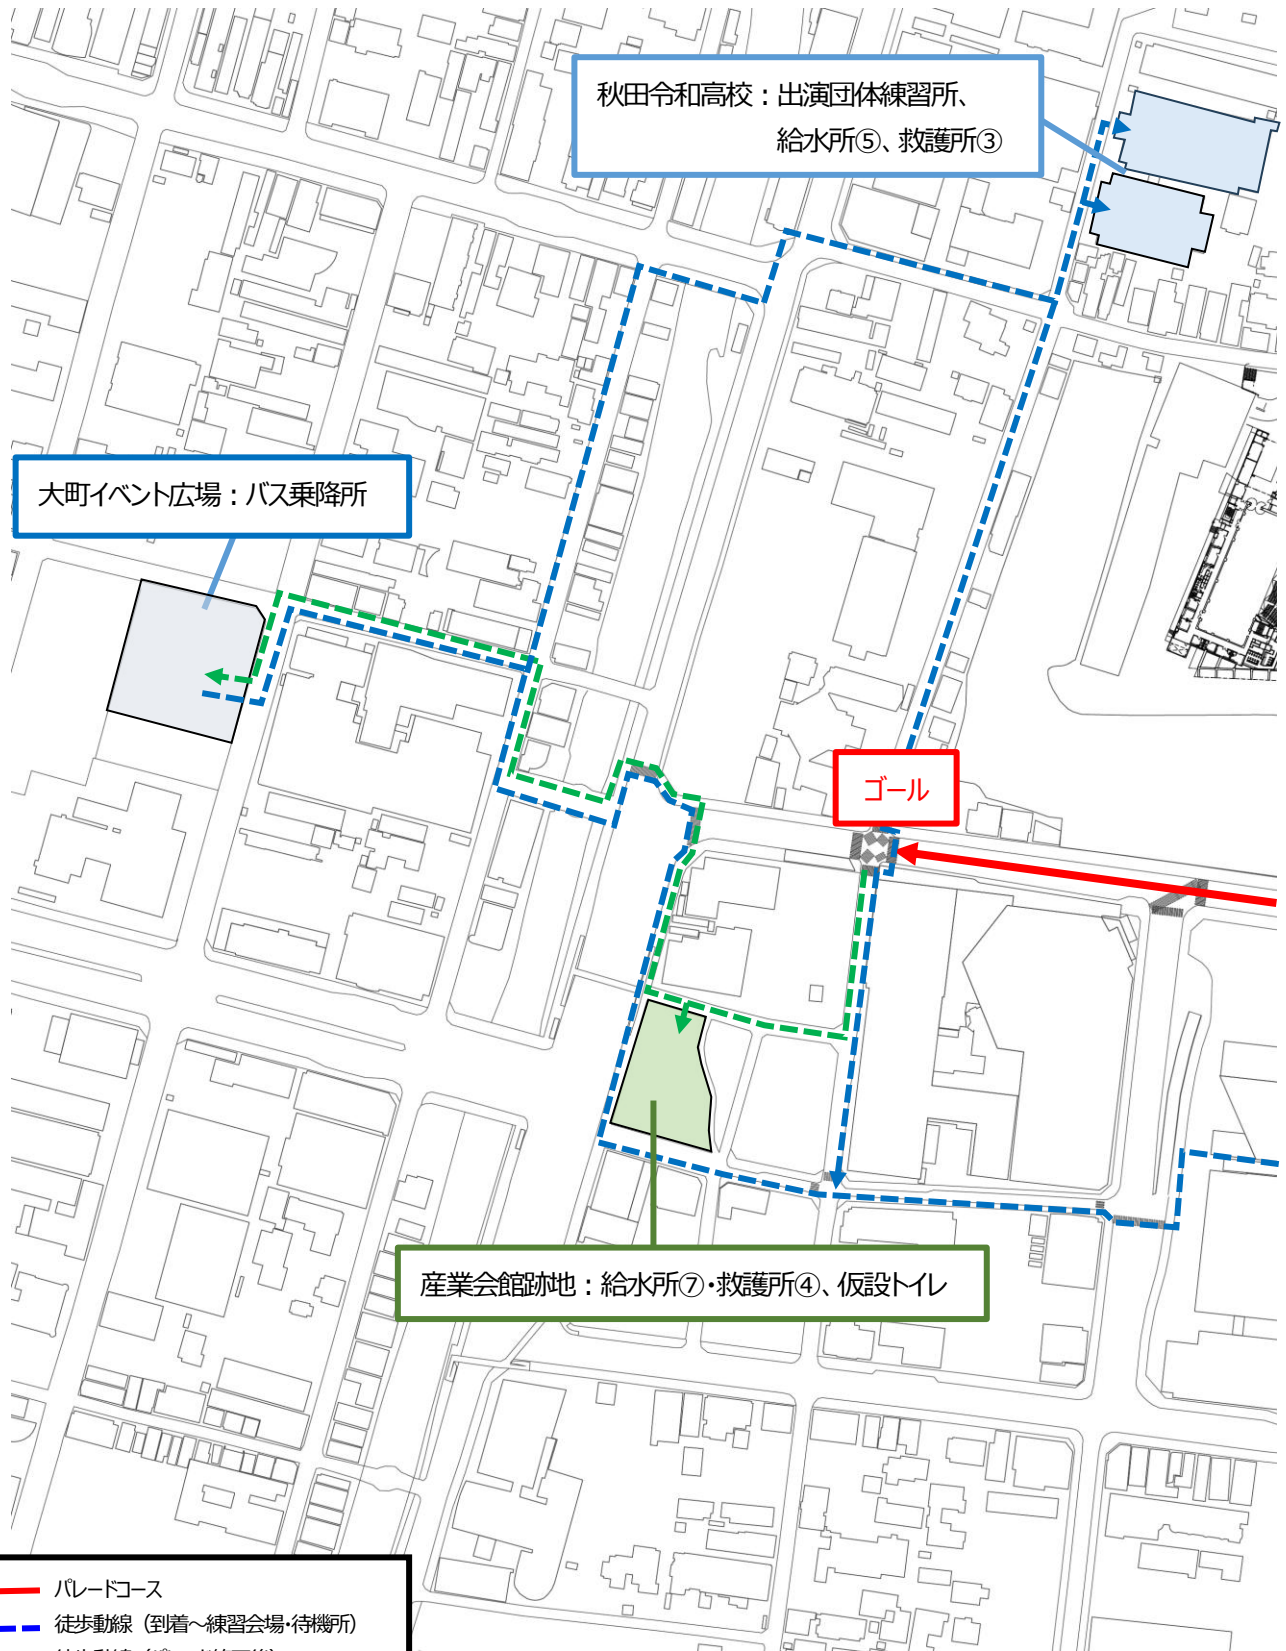 秋田令和高校：出演団体練習所、
給水所⑤、救護所③
大町イベント広場：バス乗降所
ゴール
産業会館跡地：給水所⑦・救護所④、仮設トイレ
パレードコース
徒歩動線（到着～練習会場・待機所）